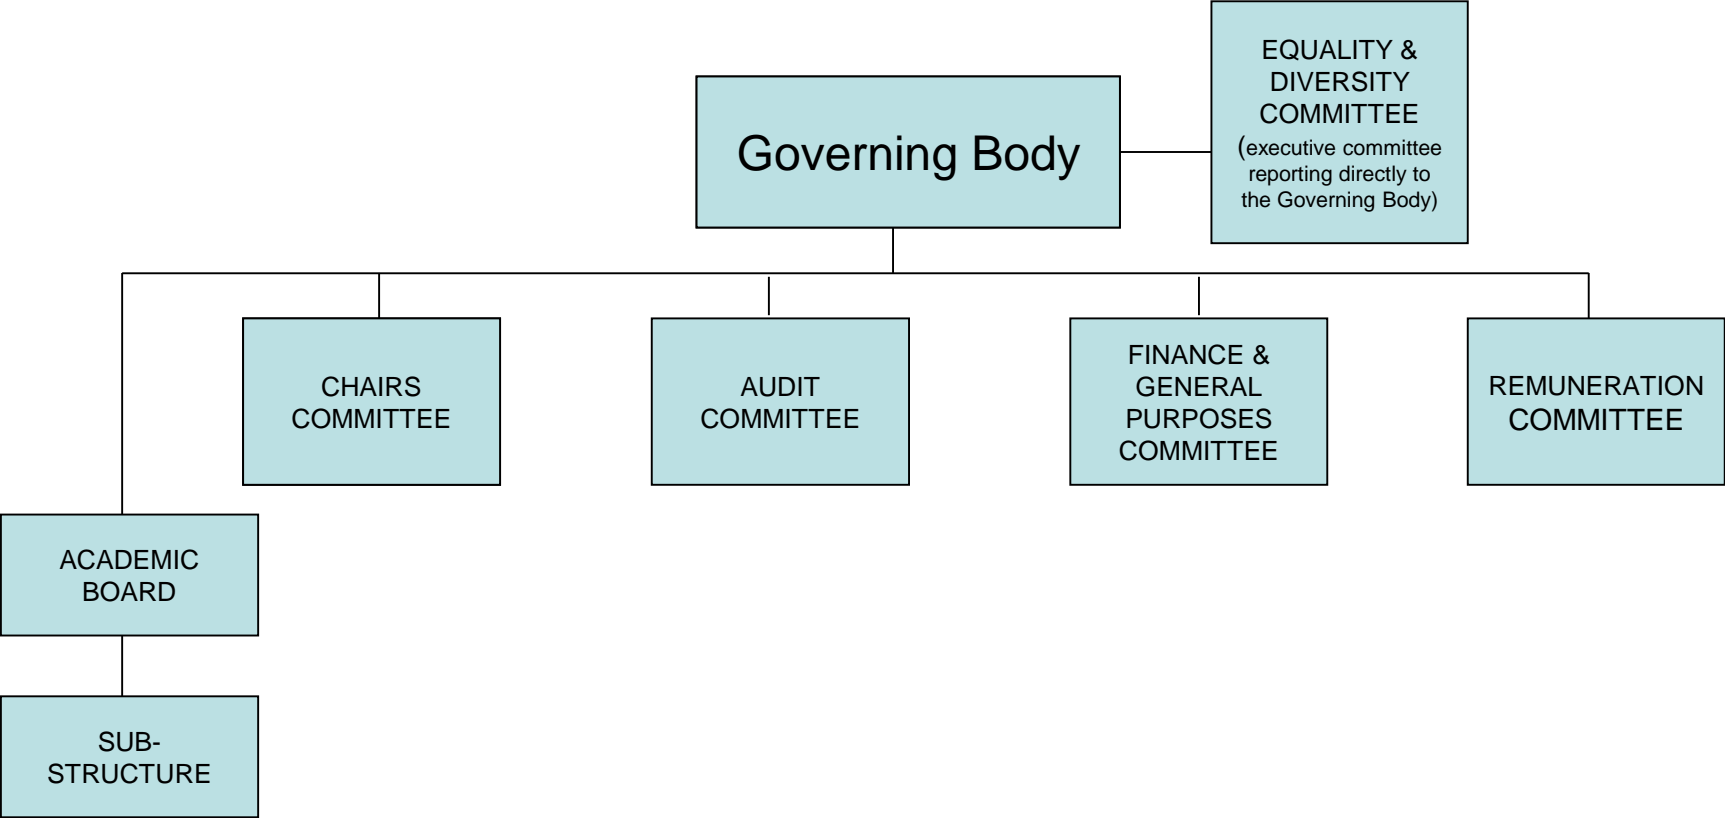 EQUALITY &
DIVERSITY
COMMITTEE
(executive committee
reporting directly to
the Governing Body)
Governing Body
CHAIRS
COMMITTEE
AUDIT
COMMITTEE
FINANCE &
GENERAL
PURPOSES
COMMITTEE
REMUNERATION
COMMITTEE
ACADEMIC
BOARD
SUB-
STRUCTURE